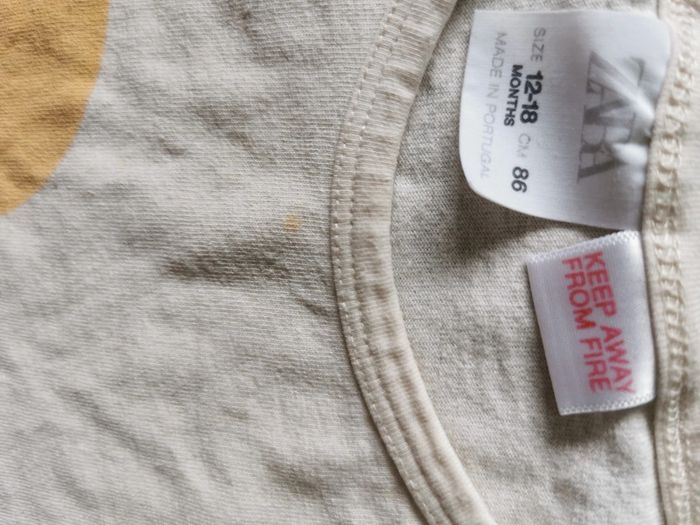 ZARA
SIZE 12-18 CM 86
MONTHS
MADE IN PORTUGAL
KEEP AWAY
FROM FIRE